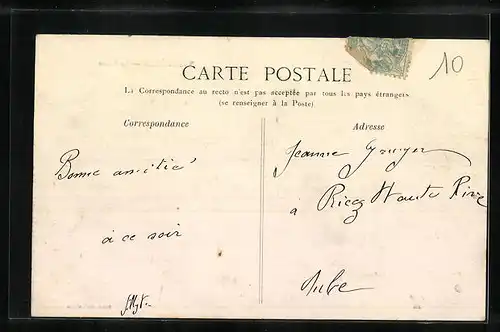 CARTE POSTALE
10
La Correspondance au recto n'est pas acceptée par tous les pays étrangers
(se renseigner à la Poste)
Correspondance
Bonne amitié
à ce soir
Adresse
Jeanne
à Ricey Haute Rive
Aube